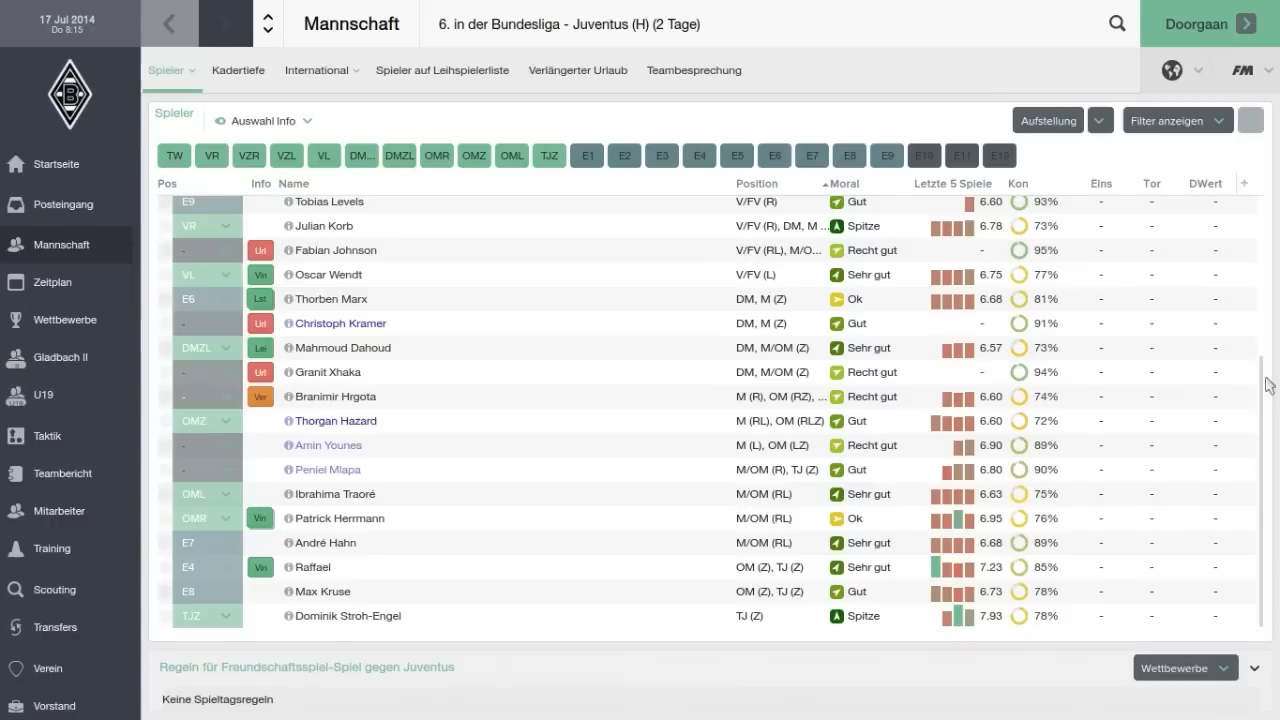 17 Jul 2014
Do 8:15
Mannschaft
6. in der Bundesliga - Juventus (H) (2 Tage)
Doorgaan
Spieler
Kadertiefe
International
Spieler auf Leihspielerliste
Verlängerter Urlaub
Teambesprechung
FM
B
Startseite
Posteingang
Mannschaft
Zeitplan
Wettbewerbe
Gladbach II
U19
Taktik
Teambericht
Mitarbeiter
Training
Scouting
Transfers
Verein
Vorstand
Spieler
Auswahl Info
Aufstellung
Filter anzeigen
TW VR VZR VZL VL DM... DMZL OMR OMZ OML TJZ E1 E2 E3 E4 E5 E6 E7 E8 E9 E10 E11 E12
Pos Info Name Position Moral Letzte 5 Spiele Kon Eins Tor DWert +
E9 Tobias Levels V/FV (R) Gut 6.60 93% - - -
VR Julian Korb V/FV (R), DM, M ... Spitze 6.78 73% - - -
- Url Fabian Johnson V/FV (RL), M/O... Recht gut 95% - - -
VL Vin Oscar Wendt V/FV (L) Sehr gut 6.75 77% - - -
E6 Lst Thorben Marx DM, M (Z) Ok 6.68 81% - - -
- Url Christoph Kramer DM, M (Z) Gut - 91% - - -
DMZL Lei Mahmoud Dahoud DM, M/OM (Z) Sehr gut 6.57 73% - - -
- Url Granit Xhaka DM, M/OM (Z) Recht gut - 94% - - -
- Ver Branimir Hrgota M (R), OM (RZ), ... Recht gut 6.60 74% - - -
OMZ Thorgan Hazard M (RL), OM (RLZ) Gut 6.60 72% - - -
- Amin Younes M (L), OM (LZ) Recht gut 6.90 89% - - -
- Peniel Mlapa M/OM (R), TJ (Z) Gut 6.80 90% - - -
OML Ibrahima Traoré M/OM (RL) Sehr gut 6.63 75% - - -
OMR Vin Patrick Herrmann M/OM (RL) Ok 6.95 76% - - -
E7 André Hahn M/OM (RL) Sehr gut 6.68 89% - - -
E4 Vin Raffael OM (Z), TJ (Z) Sehr gut 7.23 85% - - -
E8 Max Kruse OM (Z), TJ (Z) Gut 6.73 78% - - -
TJZ Dominik Stroh-Engel TJ (Z) Spitze 7.93 78% - - -
Regeln für Freundschaftsspiel-Spiel gegen Juventus
Wettbewerbe
Keine Spieltagsregeln